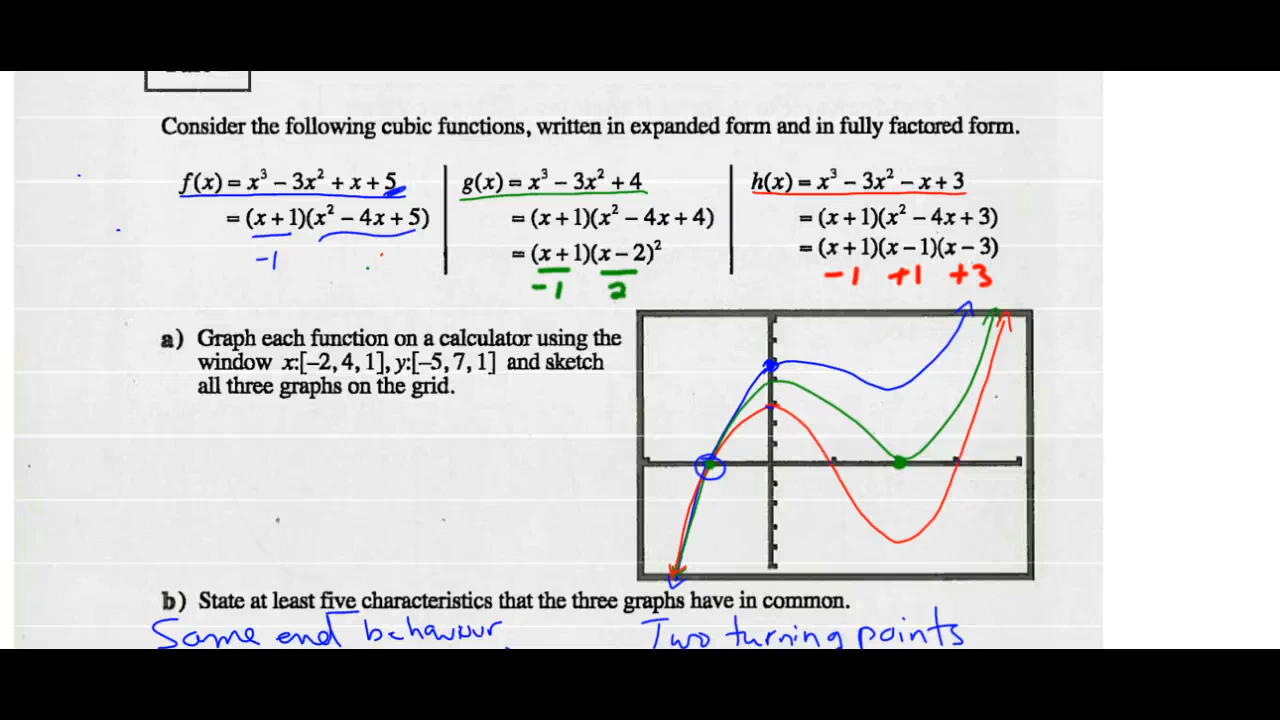 Consider the following cubic functions, written in expanded form and in fully factored form.
f(x) = x³ − 3x² + x + 5
= (x + 1)(x² − 4x + 5)
−1
g(x) = x³ − 3x² + 4
= (x + 1)(x² − 4x + 4)
= (x + 1)(x − 2)²
−1 2
h(x) = x³ − 3x² − x + 3
= (x + 1)(x² − 4x + 3)
= (x + 1)(x − 1)(x − 3)
−1 +1 +3
a) Graph each function on a calculator using the
window x:[−2, 4, 1], y:[−5, 7, 1] and sketch
all three graphs on the grid.
b) State at least five characteristics that the three graphs have in common.
Same end behaviour
Two turning points